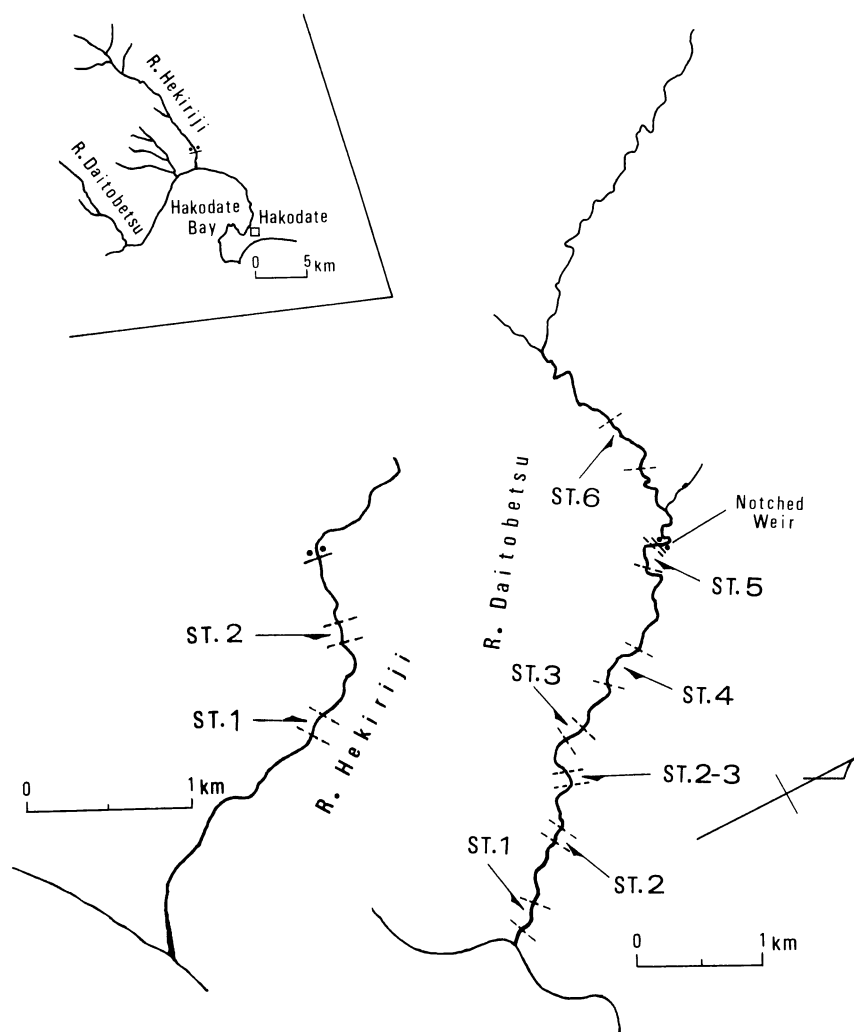 R. Hekiriji
R. Daitobetsu
Hakodate
Bay
Hakodate
0 5 km
ST.6
R. Daitobetsu
Notched
Weir
ST.5
ST.2
ST.3
ST.4
ST.1
R. Hekiriji
ST.2-3
0 1 km
ST.1
ST.2
0 1 km